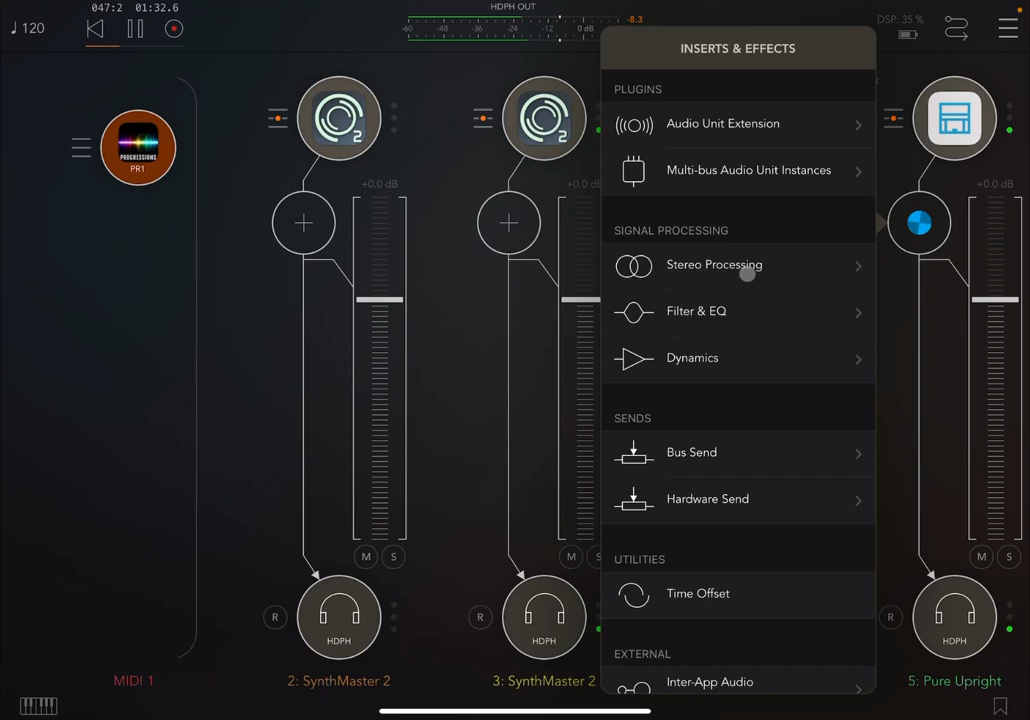 120
047:2 01:32.6
HDPH OUT
-60 -48 -36 -24 -12 0 dB
-8.3
DSP: 35 %
INSERTS & EFFECTS
PLUGINS
Audio Unit Extension
Multi-bus Audio Unit Instances
SIGNAL PROCESSING
Stereo Processing
Filter & EQ
Dynamics
SENDS
Bus Send
Hardware Send
UTILITIES
Time Offset
EXTERNAL
Inter-App Audio
PROGRESSIONS
PR1
2
2
+0.0 dB
+0.0 d
+0.0 dB
M S
M S
M S
R
R
R
HDPH
HDPH
HDPH
MIDI 1
2: SynthMaster 2
3: SynthMaster 2
5: Pure Upright